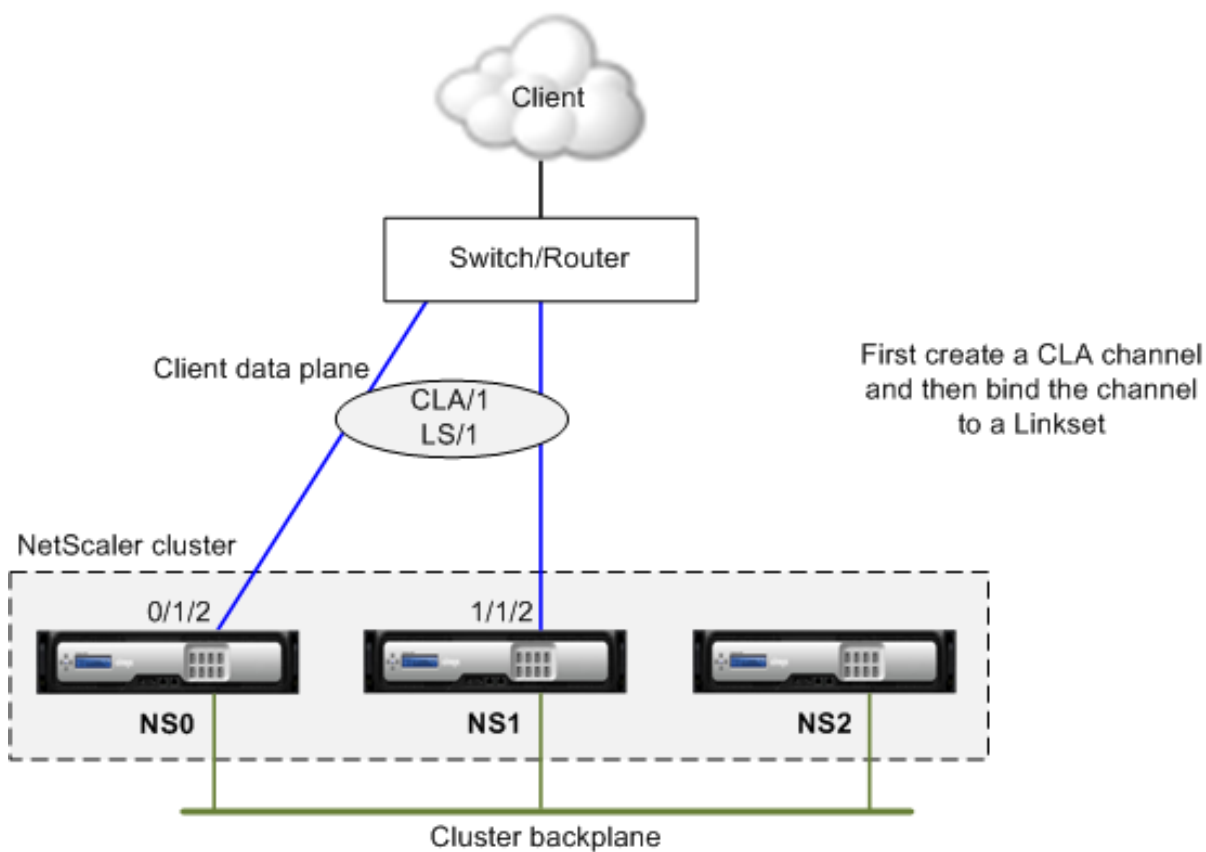 Client
Switch/Router
Client data plane
CLA/1
LS/1
First create a CLA channel
and then bind the channel
to a Linkset
NetScaler cluster
0/1/2
1/1/2
NS0
NS1
NS2
Cluster backplane